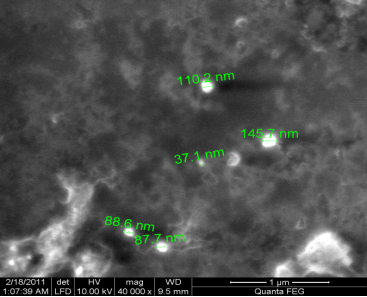 110.2 nm
145.7 nm
37.1 nm
88.6 nm
87.7 nm
2/18/2011 det HV mag WD 1 µm
1:07:39 AM LFD 10.00 kV 40 000 x 9.5 mm Quanta FEG